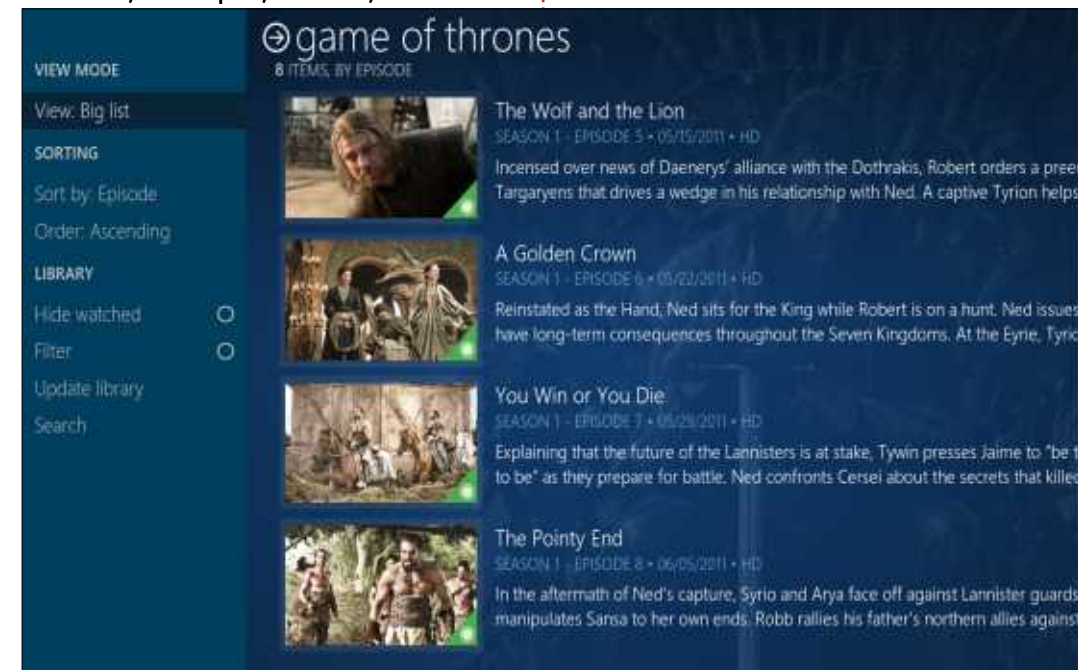 VIEW MODE
View: Big list
SORTING
Sort by: Episode
Order: Ascending
LIBRARY
Hide watched
Filter
Update library
Search
game of thrones
8 ITEMS, BY EPISODE
The Wolf and the Lion
SEASON 1 - EPISODE 5 • 05/15/2011 • HD
Incensed over news of Daenerys' alliance with the Dothrakis, Robert orders a
Targaryens that drives a wedge in his relationship with Ned. A captive Tyrion helps
A Golden Crown
SEASON 1 - EPISODE 6 • 05/22/2011 • HD
Reinstated as the Hand, Ned sits for the King while Robert is on a hunt. Ned issues
have long-term consequences throughout the Seven Kingdoms. At the Eyrie,
You Win or You Die
SEASON 1 - EPISODE 7 • 05/29/2011 • HD
Explaining that the future of the Lannisters is at stake, Tywin presses Jaime to "be
to be" as they prepare for battle. Ned confronts Cersei about the secrets that killed
The Pointy End
SEASON 1 - EPISODE 8 • 06/05/2011 • HD
In the aftermath of Ned's capture, Syrio and Arya face off against Lannister guards
manipulates Sansa to her own ends. Robb rallies his father's northern allies against